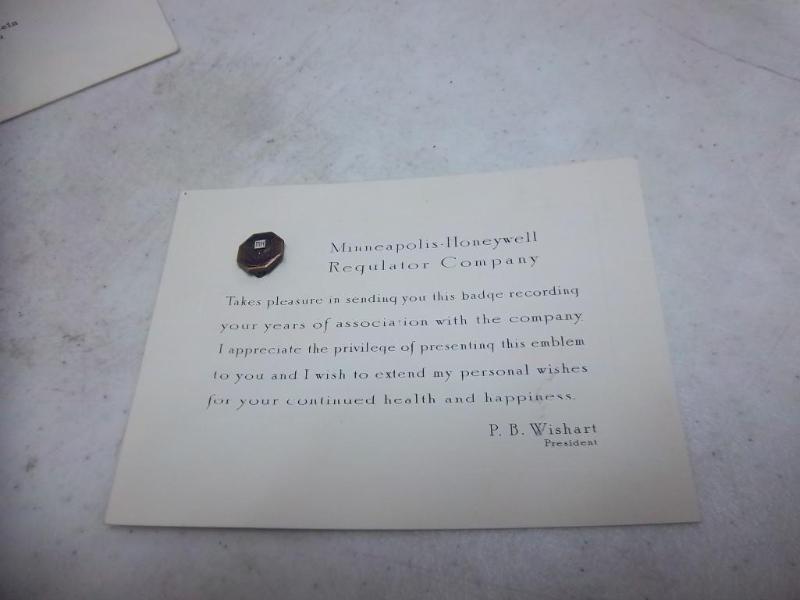 Minneapolis-Honeywell
Regulator Company
Takes pleasure in sending you this badge recording
your years of association with the company.
I appreciate the privilege of presenting this emblem
to you and I wish to extend my personal wishes
for your continued health and happiness.
P. B. Wishart
President